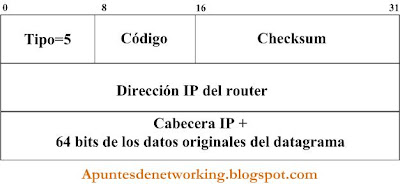 0 8 16 31
Tipo=5 Código Checksum
Dirección IP del router
Cabecera IP +
64 bits de los datos originales del datagrama
Apuntesdenetworking.blogspot.com